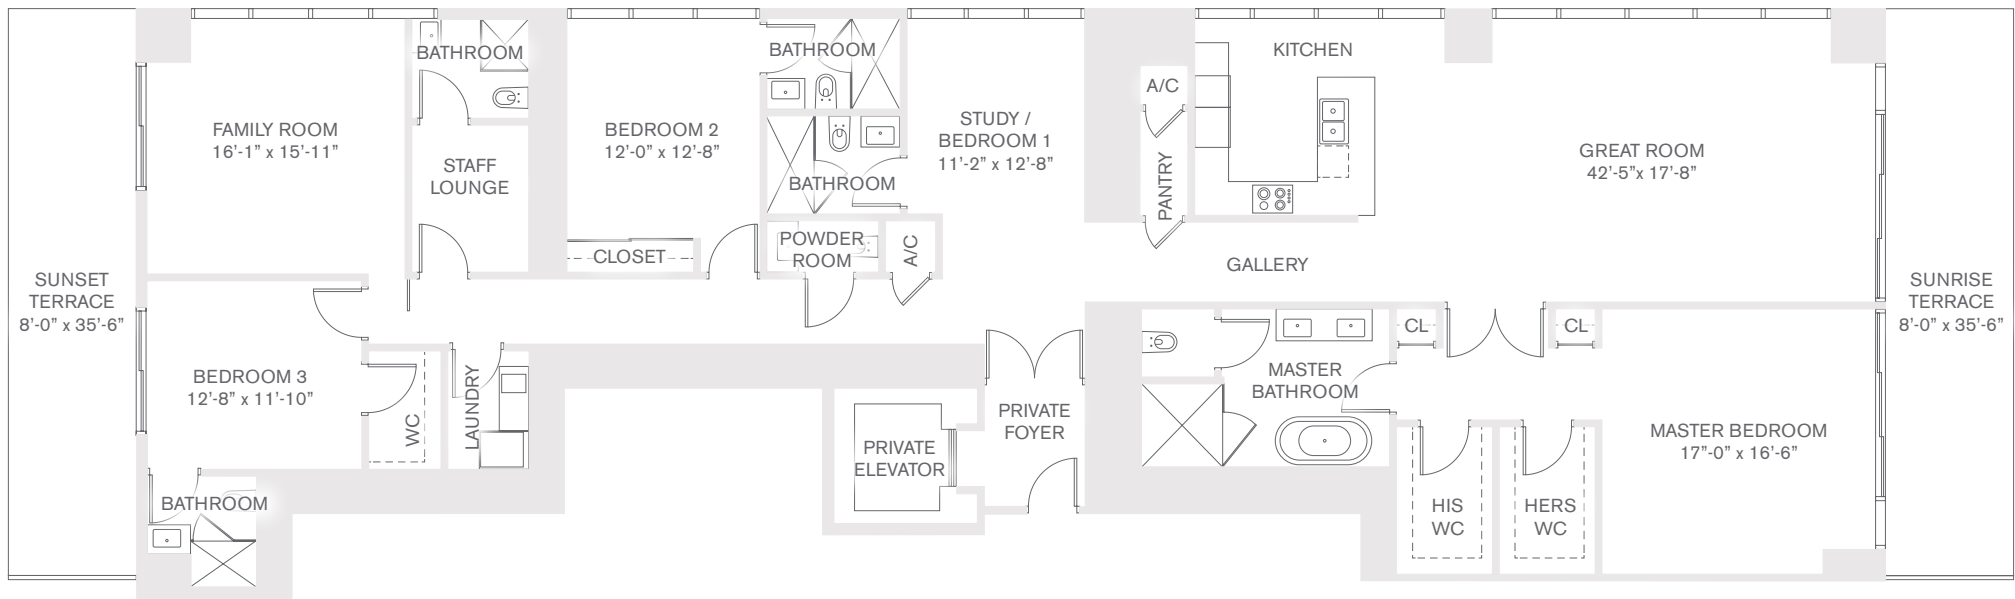 SUNSET
TERRACE
8'-0" x 35'-6"
FAMILY ROOM
16'-1" x 15'-11"
BATHROOM
STAFF
LOUNGE
BEDROOM 2
12'-0" x 12'-8"
CLOSET
BATHROOM
BATHROOM
POWDER
ROOM
A/C
STUDY /
BEDROOM 1
11'-2" x 12'-8"
A/C
PANTRY
KITCHEN
GALLERY
GREAT ROOM
42'-5"x 17'-8"
SUNRISE
TERRACE
8'-0" x 35'-6"
BEDROOM 3
12'-8" x 11'-10"
WC
LAUNDRY
BATHROOM
PRIVATE
ELEVATOR
PRIVATE
FOYER
MASTER
BATHROOM
CL
CL
HIS
WC
HERS
WC
MASTER BEDROOM
17"-0" x 16'-6"